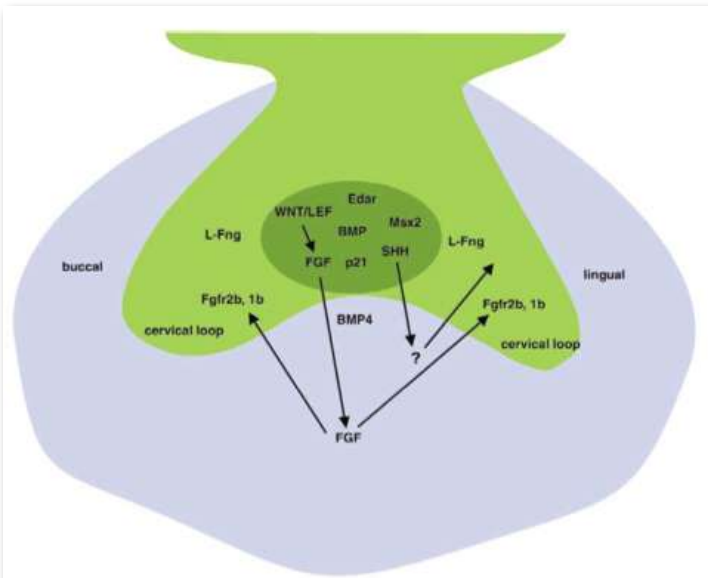 Edar
WNT/LEF
Msx2
BMP
L-Fng
L-Fng
SHH
FGF
p21
buccal
lingual
Fgfr2b, 1b
Fgfr2b, 1b
BMP4
cervical loop
cervical loop
?
FGF